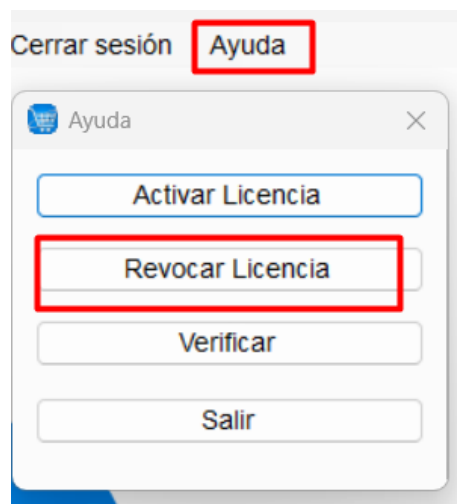 Cerrar sesión Ayuda
Ayuda
Activar Licencia
Revocar Licencia
Verificar
Salir